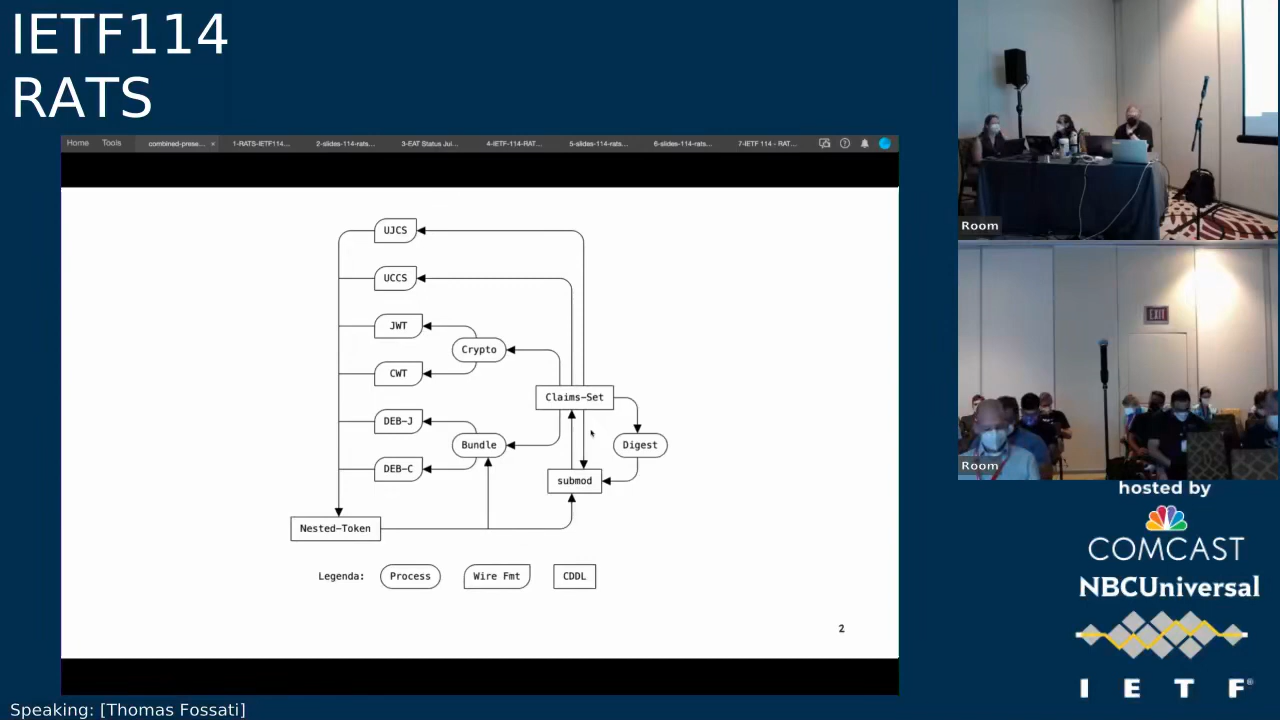 IETF114
RATS
Home Tools combined-prese... × 1-RATS-IETF114... 2-slides-114-rats... 3-EAT Status Jui... 4-IETF-114-RAT... 5-slides-114-rats... 6-slides-114-rats... 7-IETF 114 - RAT...
UJCS
UCCS
JWT
Crypto
CWT
Claims-Set
DEB-J
Bundle
Digest
DEB-C
submod
Nested-Token
Legenda: Process Wire Fmt CDDL
2
Room
EXIT
Room
hosted by
COMCAST
NBCUniversal
I E T F®
Speaking: [Thomas Fossati]